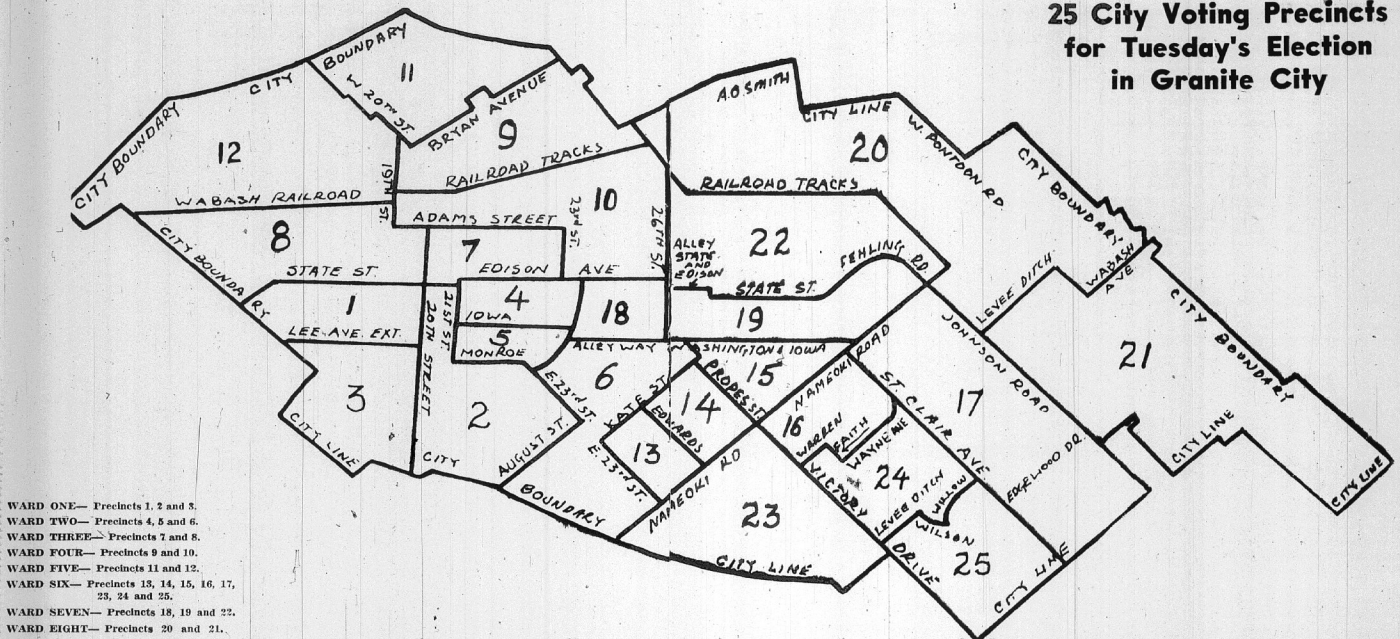 25 City Voting Precincts
for Tuesday's Election
in Granite City
BOUNDARY
11
CITY
E 20TH ST.
BRYAN AVENUE
9
A.O. SMITH
CITY LINE
20
W. PONTOON RD
CITY BOUNDARY
CITY BOUNDARY
12
19TH ST.
RAILROAD TRACKS
RAILROAD TRACKS
WABASH RAILROAD
ADAMS STREET
23rd ST.
10
26TH ST.
8
7
22
ALLEY
STATE
AND
EDISON
FEHLING RD.
WABASH AVE
CITY BOUNDARY
STATE ST.
EDISON
AVE
STATE ST.
LEVEE DITCH
CITY BOUNDARY
1
21ST ST.
4
IOWA
18
19
JOHNSON ROAD
21
LEE AVE. EXT.
20TH STREET
5
MONROE
ALLEYWAY
WASHINGTON & IOWA
3
2
E. 23rd ST.
6
KATE ST
PROPES ST.
15
NAMEOKI ROAD
ST. CLAIR AVE
17
14
EDWARDS
16
WARREN
FAITH
WAYNE AVE
CITY LINE
CITY
AUGUST ST.
13
E. 23rd ST.
24
EDGEWOOD DR.
CITY LINE
CITY LINE
BOUNDARY
NAMEOKI RD
23
VICTORY DRIVE
LEVEE DITCH
WILLOW
WILSON
25
CITY LINE
CITY LINE
WARD ONE— Precincts 1, 2 and 3.
WARD TWO— Precincts 4, 5 and 6.
WARD THREE— Precincts 7 and 8.
WARD FOUR— Precincts 9 and 10.
WARD FIVE— Precincts 11 and 12.
WARD SIX— Precincts 13, 14, 15, 16, 17,
23, 24 and 25.
WARD SEVEN— Precincts 18, 19 and 22.
WARD EIGHT— Precincts 20 and 21.